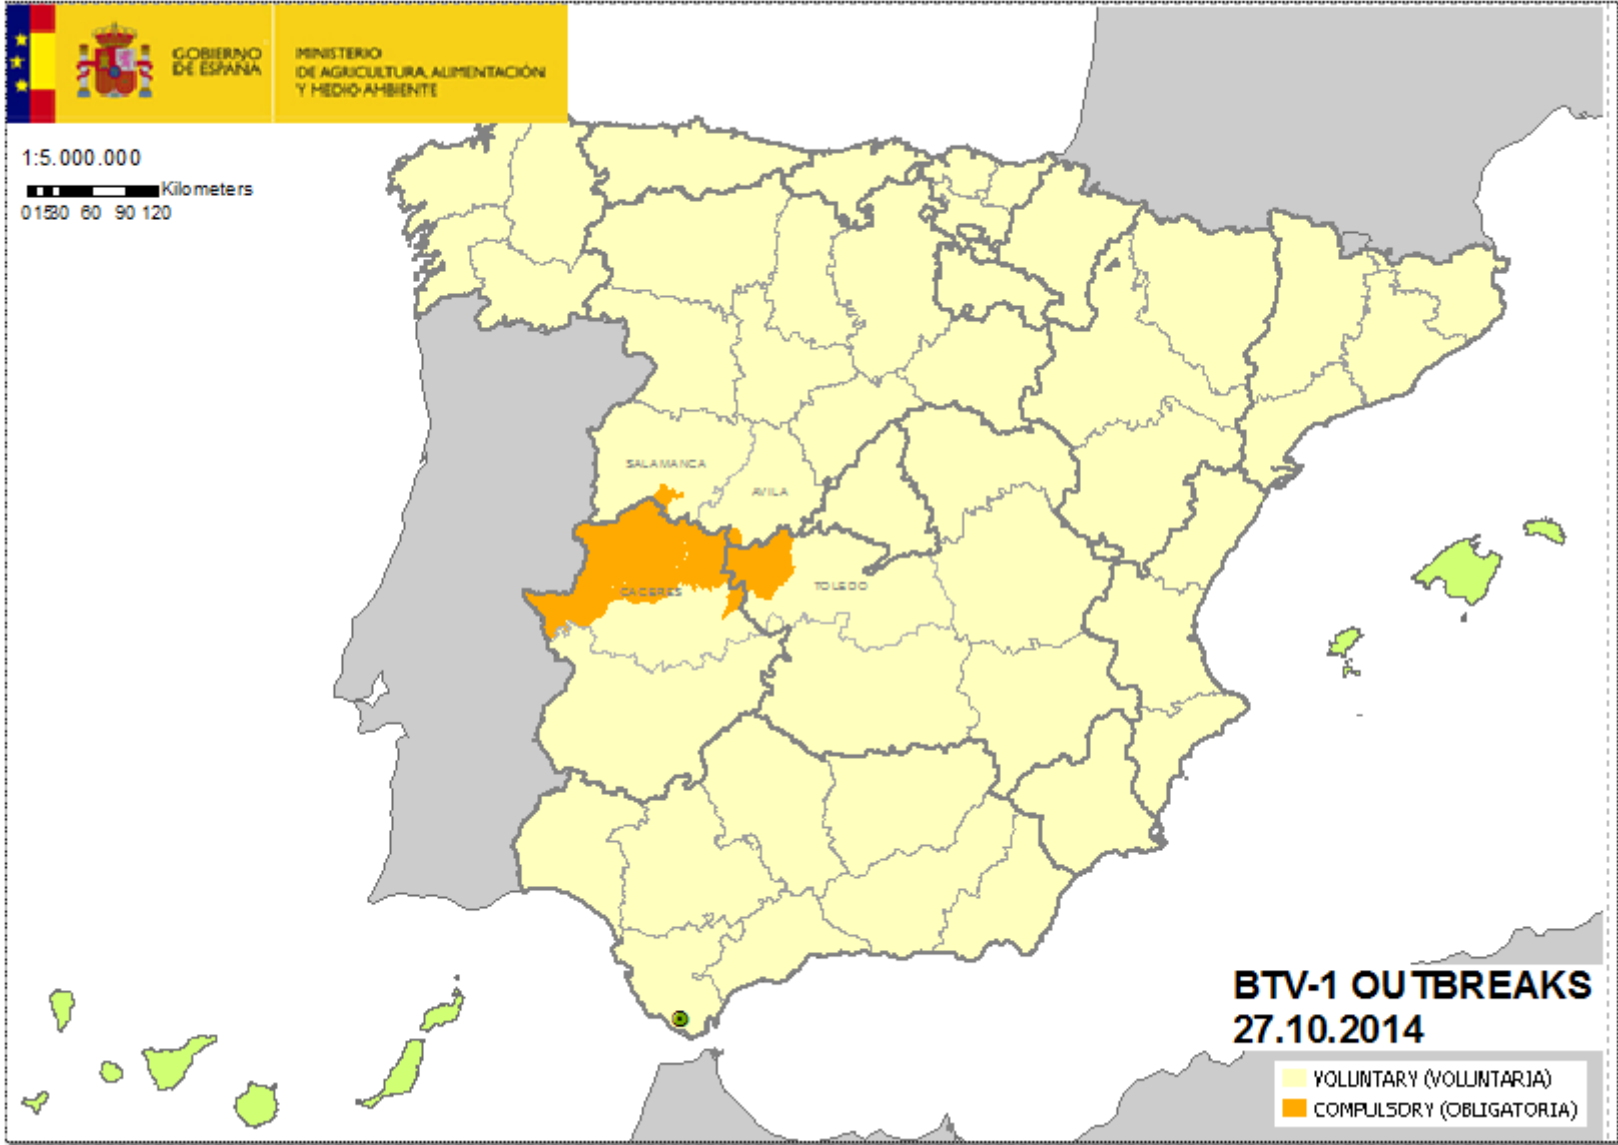 GOBIERNO
DE ESPAÑA
MINISTERIO
DE AGRICULTURA, ALIMENTACIÓN
Y MEDIO AMBIENTE
1:5.000.000
Kilometers
0 15 30 60 90 120
SALAMANCA
AVILA
CACERES
TOLEDO
BTV-1 OUTBREAKS
27.10.2014
VOLUNTARY (VOLUNTARIA)
COMPULSORY (OBLIGATORIA)